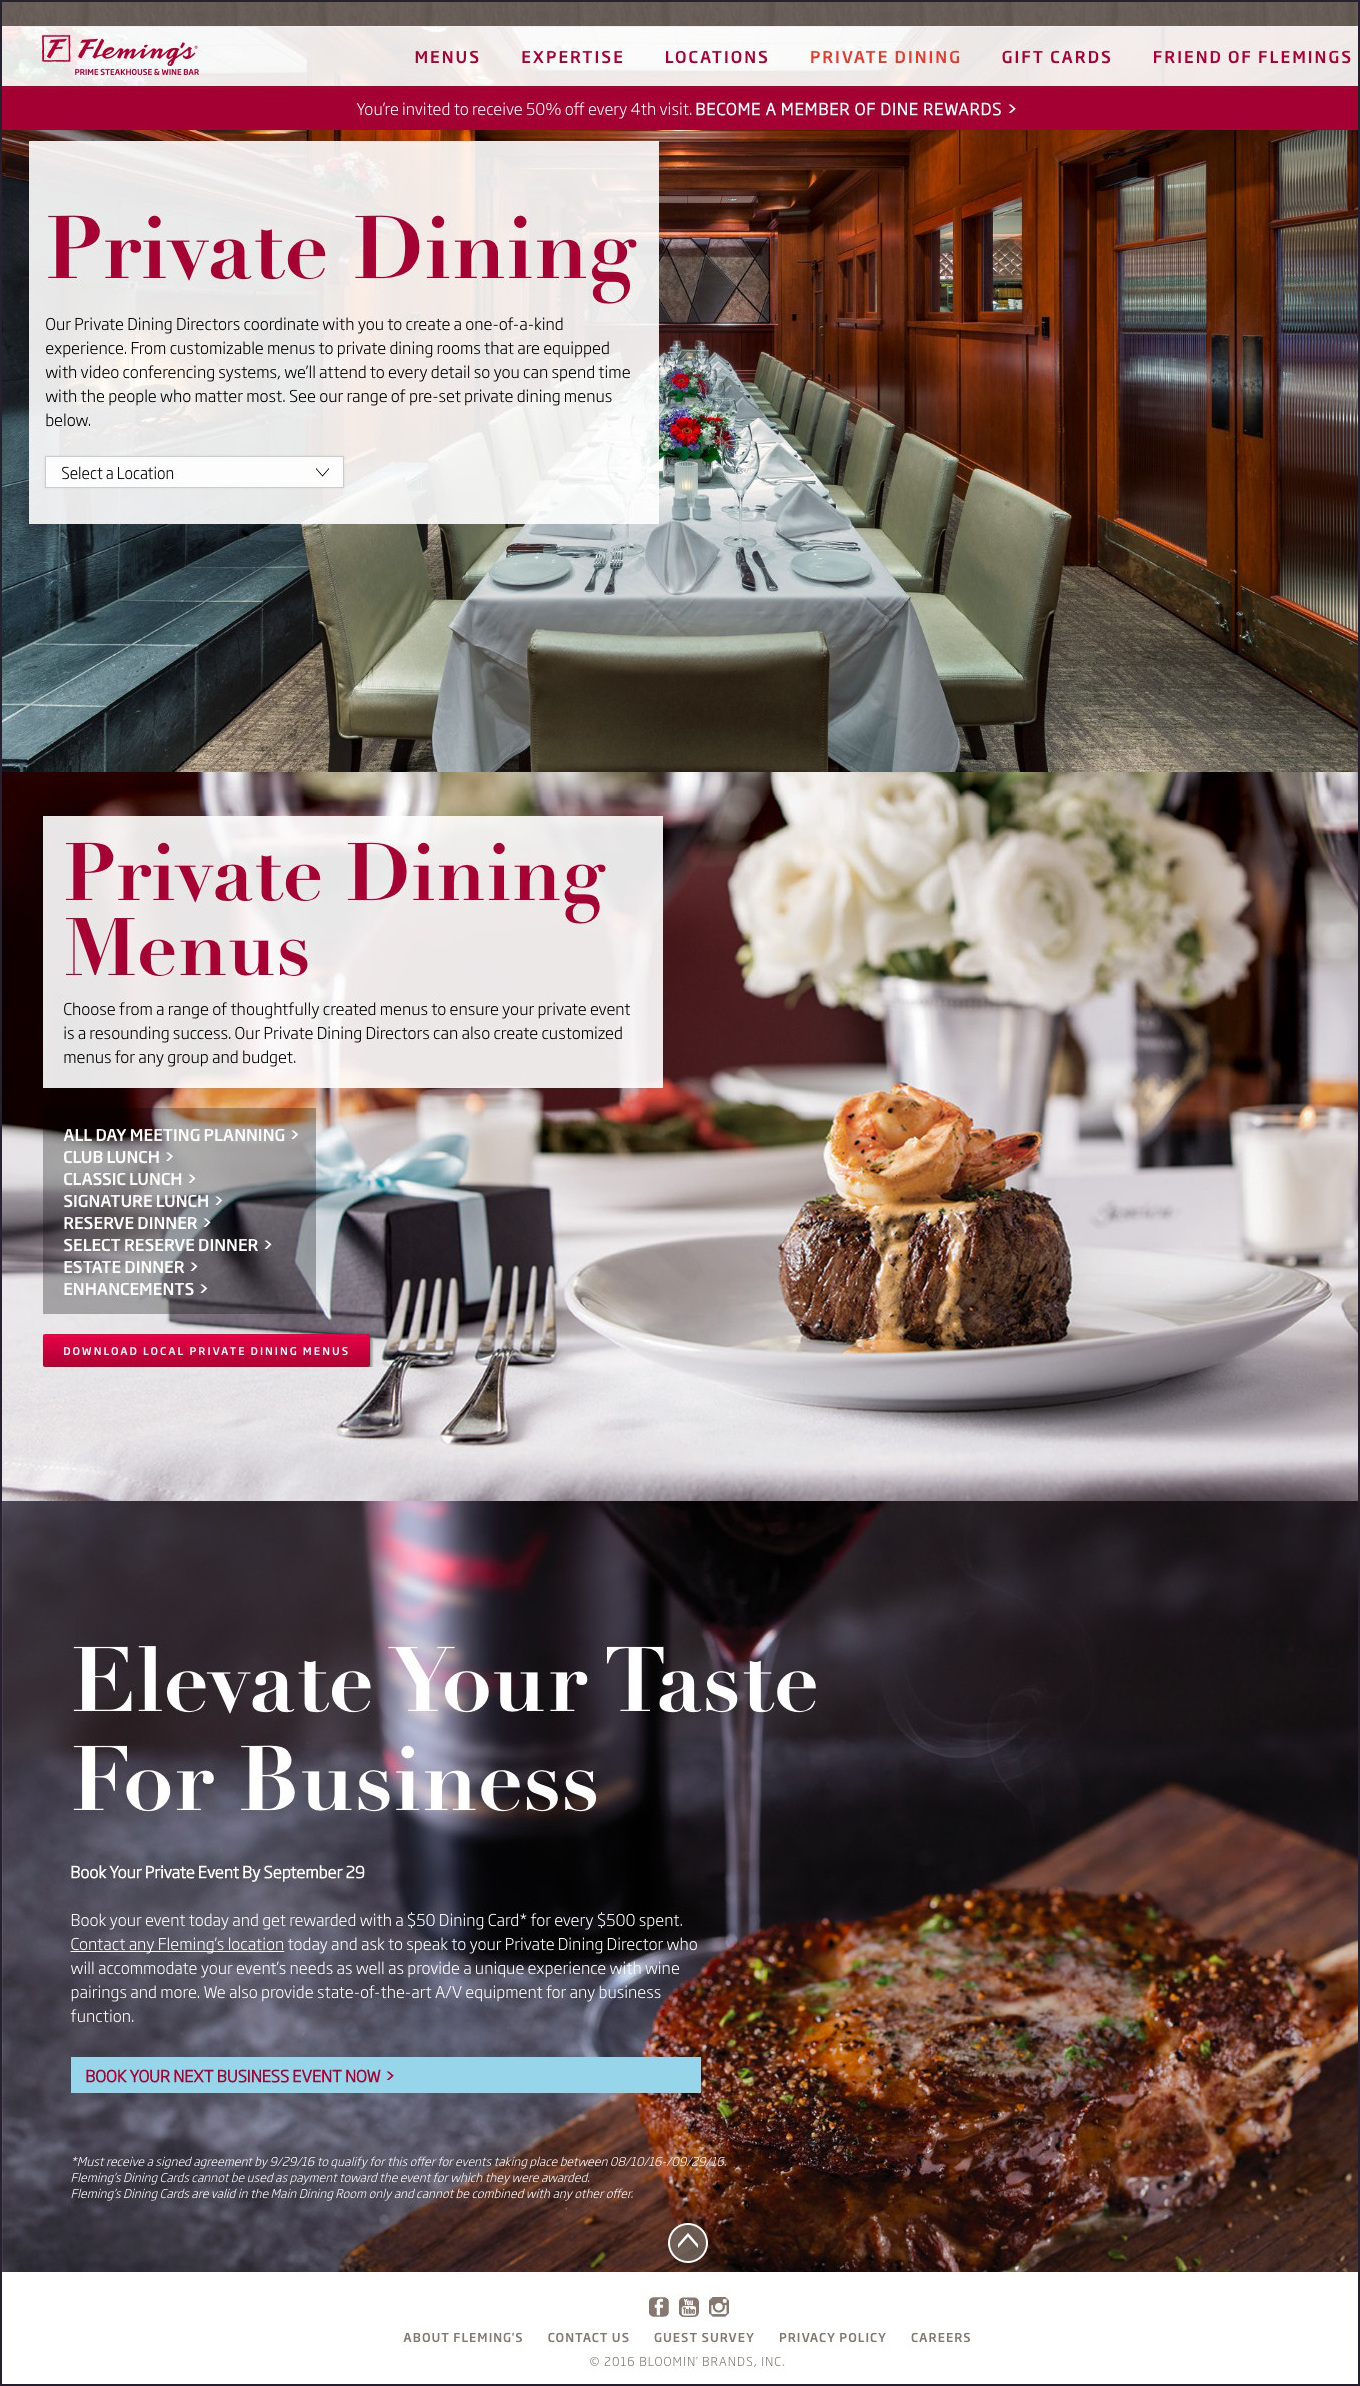 F Fleming's®
PRIME STEAKHOUSE & WINE BAR
MENUS EXPERTISE LOCATIONS PRIVATE DINING GIFT CARDS FRIEND OF FLEMINGS
You're invited to receive 50% off every 4th visit. BECOME A MEMBER OF DINE REWARDS >
Private Dining
Our Private Dining Directors coordinate with you to create a one-of-a-kind
experience. From customizable menus to private dining rooms that are equipped
with video conferencing systems, we'll attend to every detail so you can spend time
with the people who matter most. See our range of pre-set private dining menus
below.
Select a Location
Private Dining
Menus
Choose from a range of thoughtfully created menus to ensure your private event
is a resounding success. Our Private Dining Directors can also create customized
menus for any group and budget.
ALL DAY MEETING PLANNING >
CLUB LUNCH >
CLASSIC LUNCH >
SIGNATURE LUNCH >
RESERVE DINNER >
SELECT RESERVE DINNER >
ESTATE DINNER >
ENHANCEMENTS >
DOWNLOAD LOCAL PRIVATE DINING MENUS
Elevate Your Taste
For Business
Book Your Private Event By September 29
Book your event today and get rewarded with a $50 Dining Card* for every $500 spent.
Contact any Fleming's location today and ask to speak to your Private Dining Director who
will accommodate your event's needs as well as provide a unique experience with wine
pairings and more. We also provide state-of-the-art A/V equipment for any business
function.
BOOK YOUR NEXT BUSINESS EVENT NOW >
*Must receive a signed agreement by 9/29/16 to qualify for this offer for events taking place between 08/10/16-/09/29/16.
Fleming's Dining Cards cannot be used as payment toward the event for which they were awarded.
Fleming's Dining Cards are valid in the Main Dining Room only and cannot be combined with any other offer.
You Tube
ABOUT FLEMING'S CONTACT US GUEST SURVEY PRIVACY POLICY CAREERS
© 2016 BLOOMIN' BRANDS, INC.